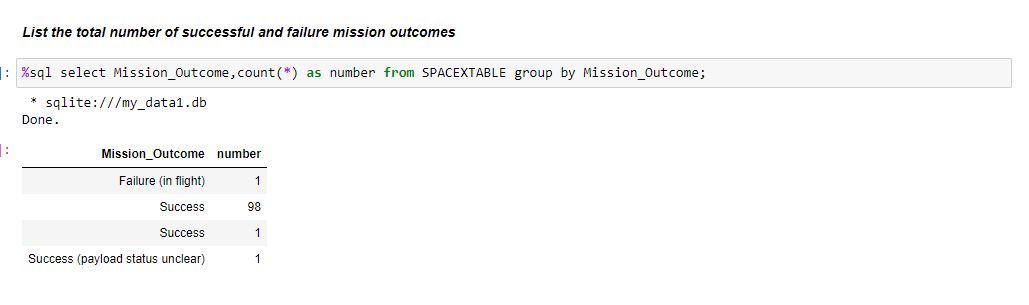 List the total number of successful and failure mission outcomes
]: %sql select Mission_Outcome,count(*) as number from SPACEXTABLE group by Mission_Outcome;
* sqlite:///my_data1.db
Done.
]:
Mission_Outcome number
Failure (in flight) 1
Success 98
Success 1
Success (payload status unclear) 1